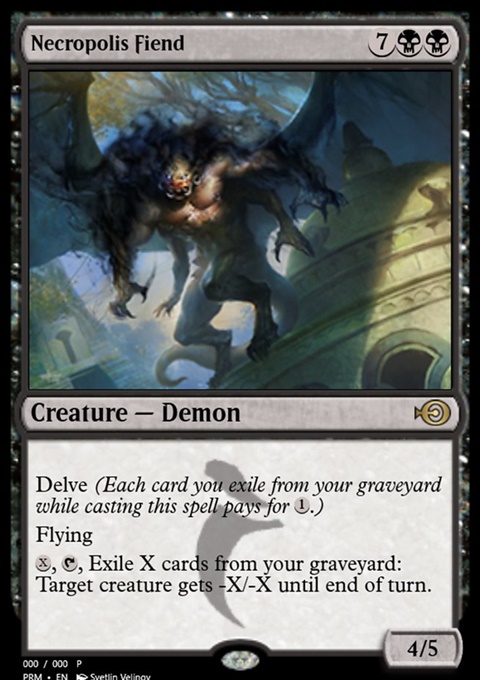 Necropolis Fiend 7
Creature — Demon
Delve (Each card you exile from your graveyard
while casting this spell pays for 1.)
Flying
X, T, Exile X cards from your graveyard:
Target creature gets -X/-X until end of turn.
4/5
000 / 000 P
PRM • EN Svetlin Velinov